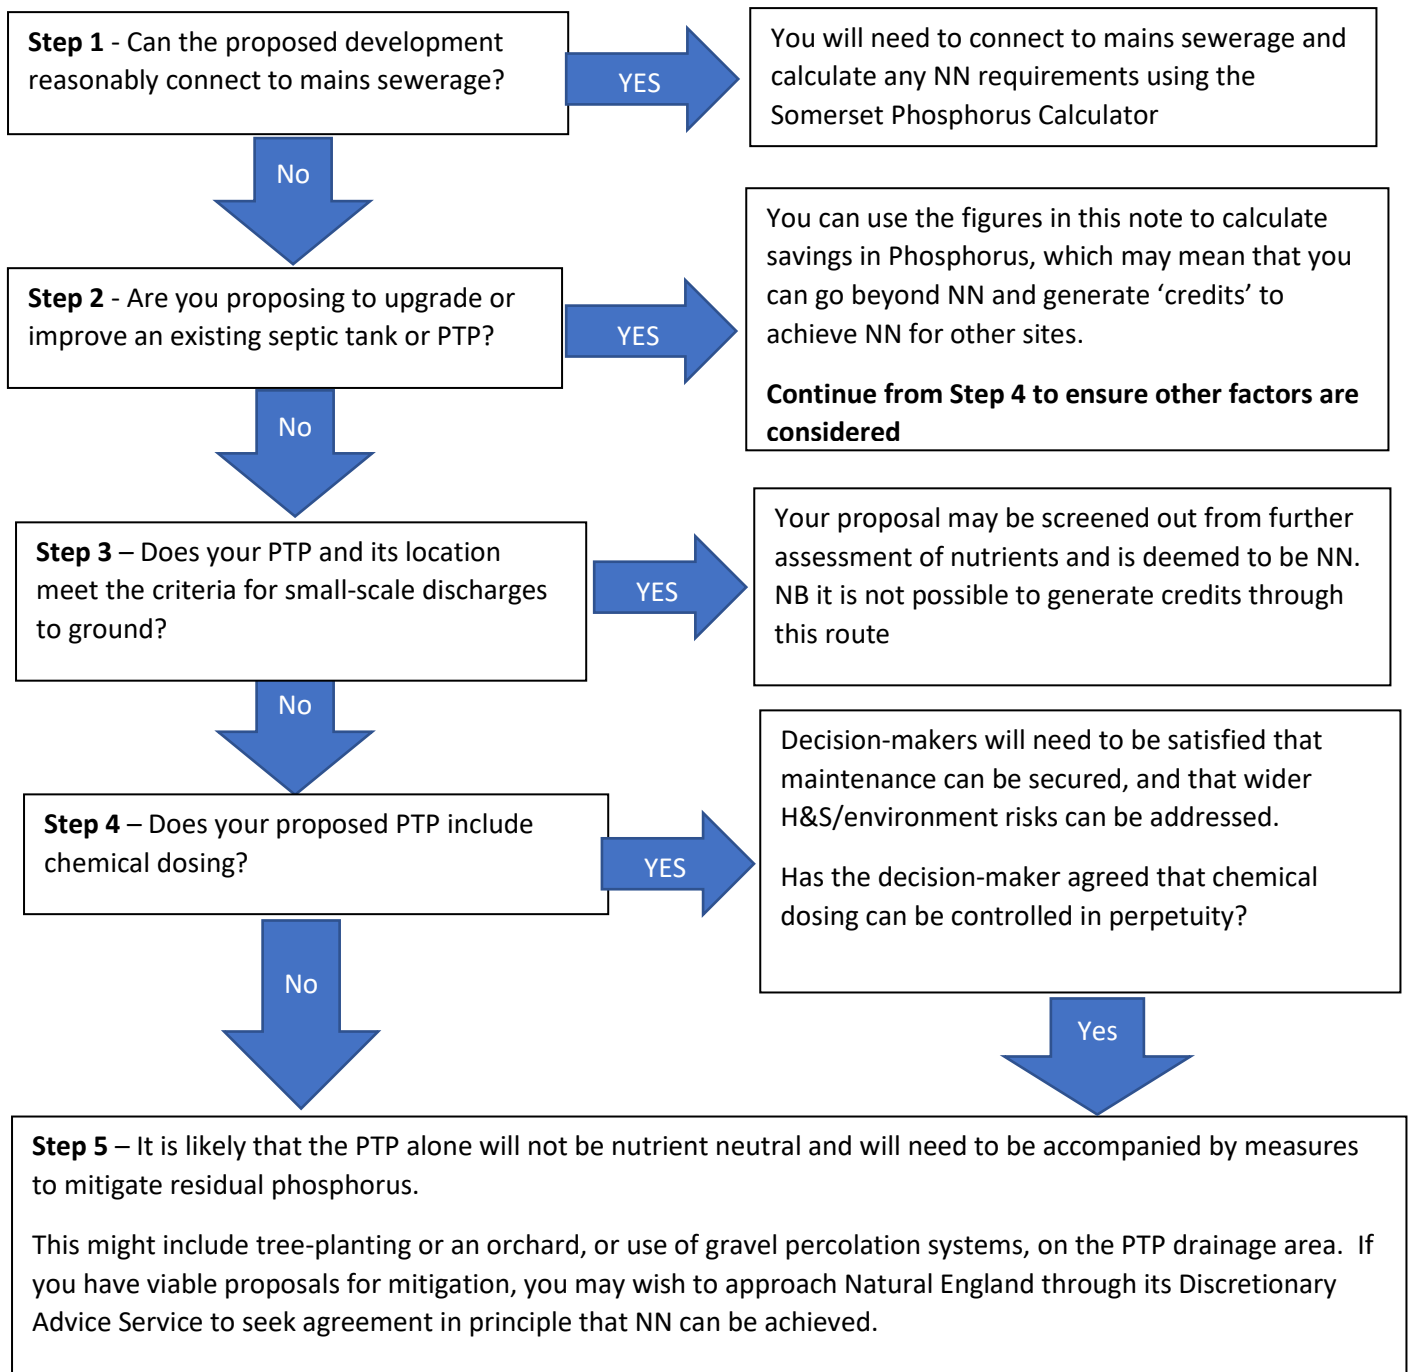 Step 1 - Can the proposed development
reasonably connect to mains sewerage?
YES
You will need to connect to mains sewerage and
calculate any NN requirements using the
Somerset Phosphorus Calculator
No
Step 2 - Are you proposing to upgrade or
improve an existing septic tank or PTP?
YES
You can use the figures in this note to calculate
savings in Phosphorus, which may mean that you
can go beyond NN and generate ‘credits’ to
achieve NN for other sites.
Continue from Step 4 to ensure other factors are
considered
No
Step 3 – Does your PTP and its location
meet the criteria for small-scale discharges
to ground?
YES
Your proposal may be screened out from further
assessment of nutrients and is deemed to be NN.
NB it is not possible to generate credits through
this route
No
Step 4 – Does your proposed PTP include
chemical dosing?
YES
Decision-makers will need to be satisfied that
maintenance can be secured, and that wider
H&S/environment risks can be addressed.
Has the decision-maker agreed that chemical
dosing can be controlled in perpetuity?
No
Yes
Step 5 – It is likely that the PTP alone will not be nutrient neutral and will need to be accompanied by measures
to mitigate residual phosphorus.
This might include tree-planting or an orchard, or use of gravel percolation systems, on the PTP drainage area.  If
you have viable proposals for mitigation, you may wish to approach Natural England through its Discretionary
Advice Service to seek agreement in principle that NN can be achieved.